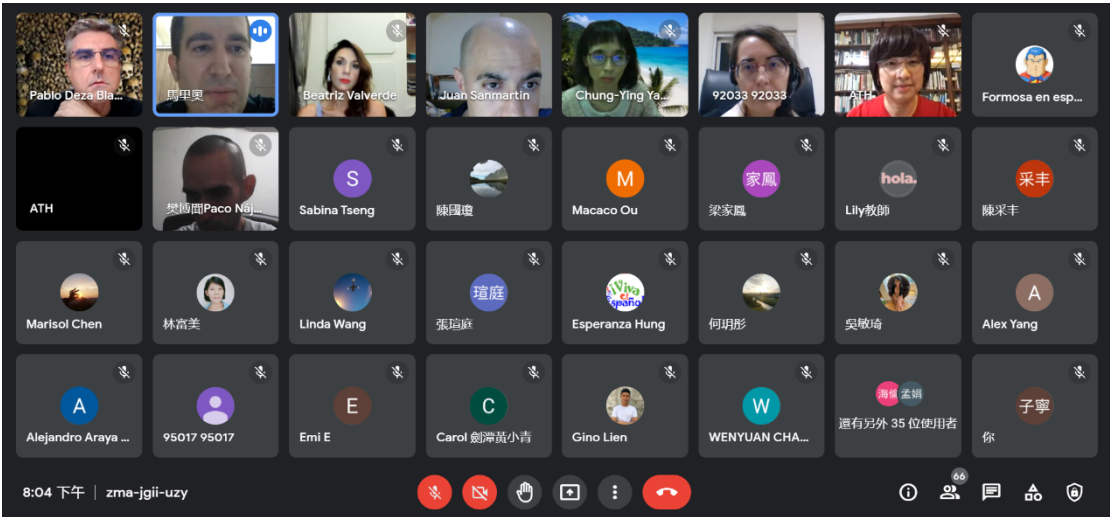 Pablo Deza Bla...
馬里奧
Beatriz Valverde
Juan Sanmartin
Chung-Ying Ya...
92033 92033
ATH
Formosa en esp...
ATH
樊博聞Paco Náj...
S
Sabina Tseng
陳國瓊
M
Macaco Ou
家鳳
梁家鳳
hola.
Lily教師
采丰
陳采丰
Marisol Chen
林富美
Linda Wang
瑄庭
張瑄庭
¡Viva el español
Esperanza Hung
何玥彤
吳敏琦
A
Alex Yang
A
Alejandro Araya ...
95017 95017
E
Emi E
C
Carol 劍潭黃小青
Gino Lien
W
WENYUAN CHA...
孟娟
還有另外 35 位使用者
子寧
你
66
8:04 下午 | zma-jgii-uzy